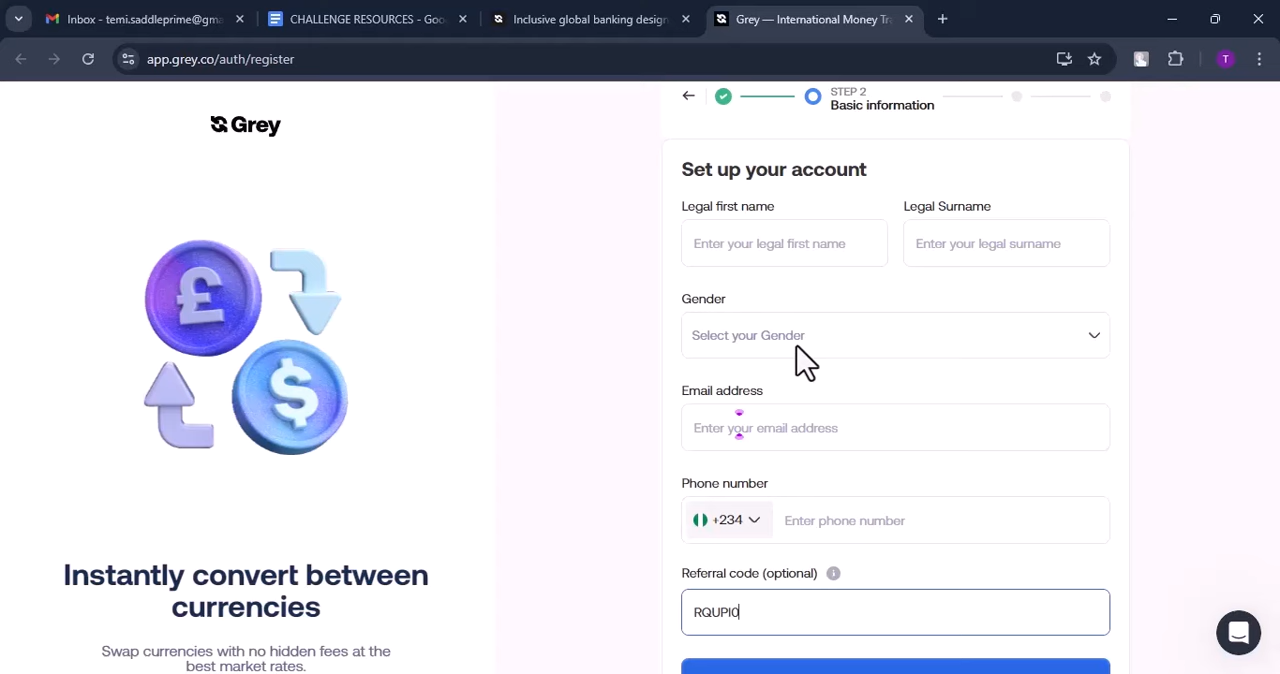 Inbox - temi.saddleprime@gma
CHALLENGE RESOURCES - Goo
Inclusive global banking design
Grey — International Money Tr
app.grey.co/auth/register
T
Grey
STEP 2
Basic information
Set up your account
Legal first name
Legal Surname
Enter your legal first name
Enter your legal surname
Gender
Select your Gender
Email address
Enter your email address
Phone number
+234
Enter phone number
Referral code (optional)
RQUPI0
Instantly convert between
currencies
Swap currencies with no hidden fees at the
best market rates.